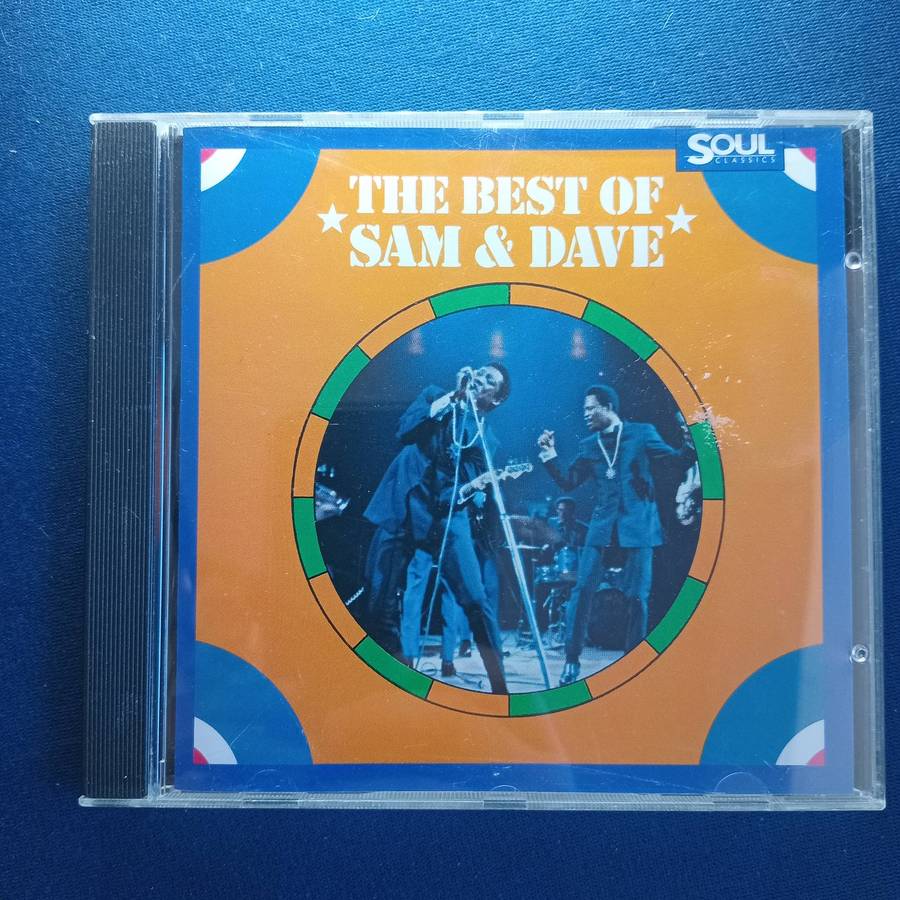 SOUL
CLASSICS
THE BEST OF
SAM & DAVE